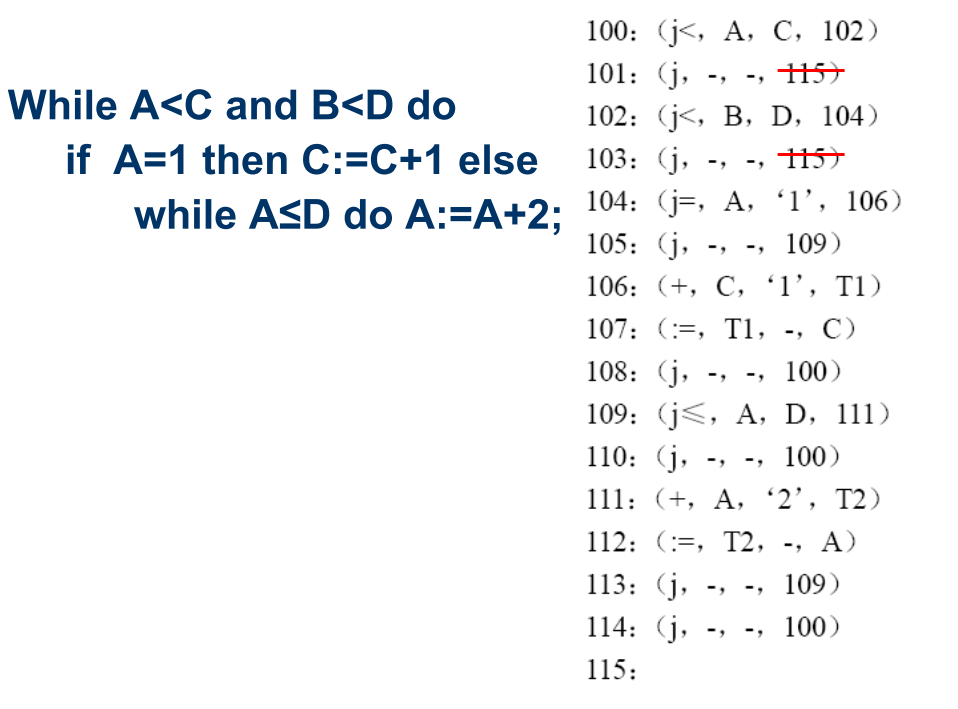 While A<C and B<D do
if A=1 then C:=C+1 else
while A≤D do A:=A+2;
100:（j<，A，C，102）
101:（j，-，-，115）
102:（j<，B，D，104）
103:（j，-，-，115）
104:（j=，A，‘1’，106）
105:（j，-，-，109）
106:（+，C，‘1’，T1）
107:（:=，T1，-，C）
108:（j，-，-，100）
109:（j≤，A，D，111）
110:（j，-，-，100）
111:（+，A，‘2’，T2）
112:（:=，T2，-，A）
113:（j，-，-，109）
114:（j，-，-，100）
115: